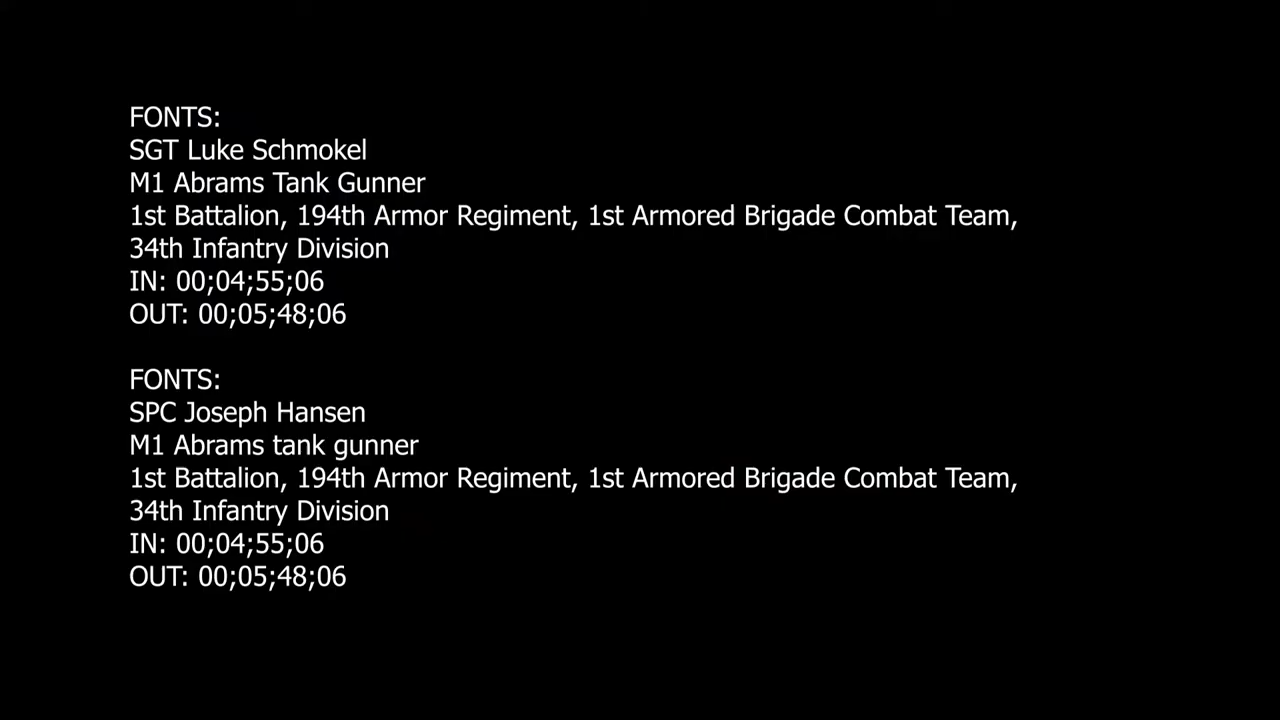 FONTS:
SGT Luke Schmokel
M1 Abrams Tank Gunner
1st Battalion, 194th Armor Regiment, 1st Armored Brigade Combat Team,
34th Infantry Division
IN: 00;04;55;06
OUT: 00;05;48;06
FONTS:
SPC Joseph Hansen
M1 Abrams tank gunner
1st Battalion, 194th Armor Regiment, 1st Armored Brigade Combat Team,
34th Infantry Division
IN: 00;04;55;06
OUT: 00;05;48;06